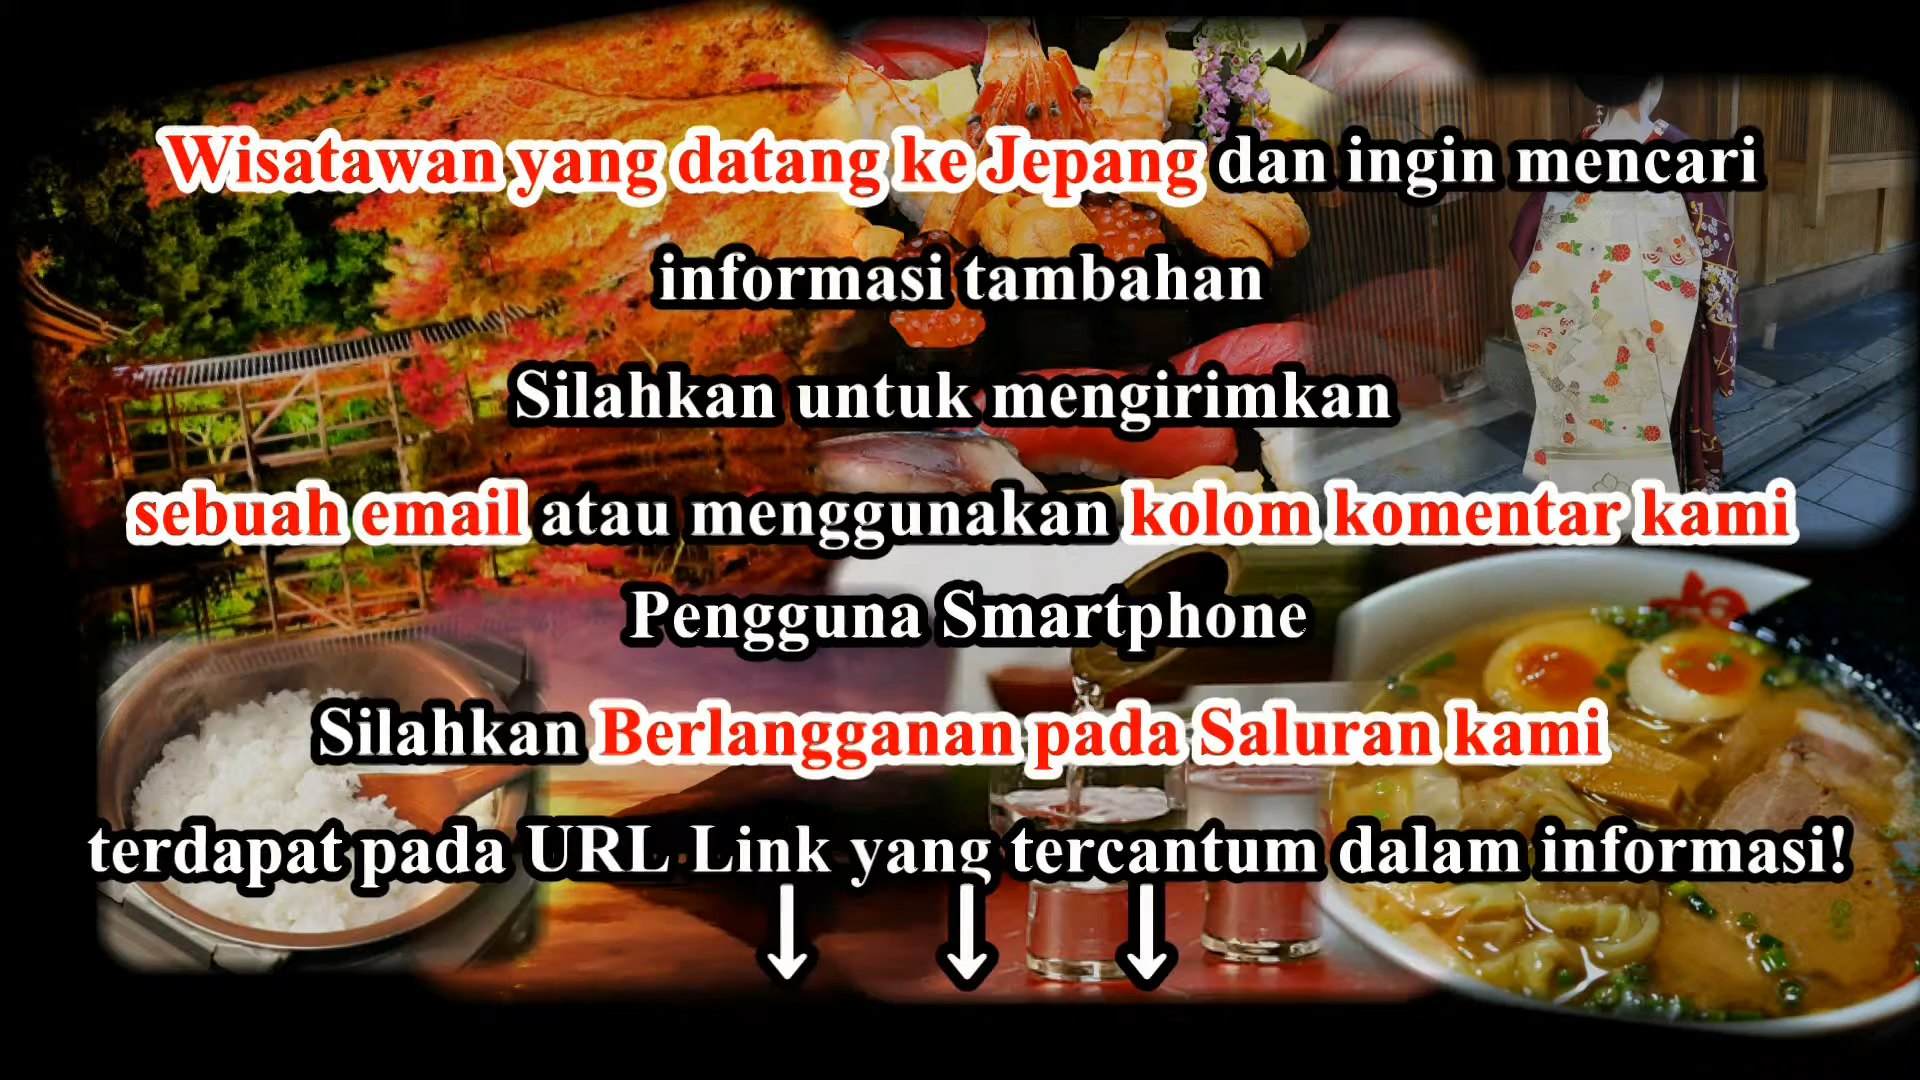 Wisatawan yang datang ke Jepang dan ingin mencari
informasi tambahan
Silahkan untuk mengirimkan
sebuah email atau menggunakan kolom komentar kami
Pengguna Smartphone
Silahkan Berlangganan pada Saluran kami
terdapat pada URL Link yang tercantum dalam informasi!